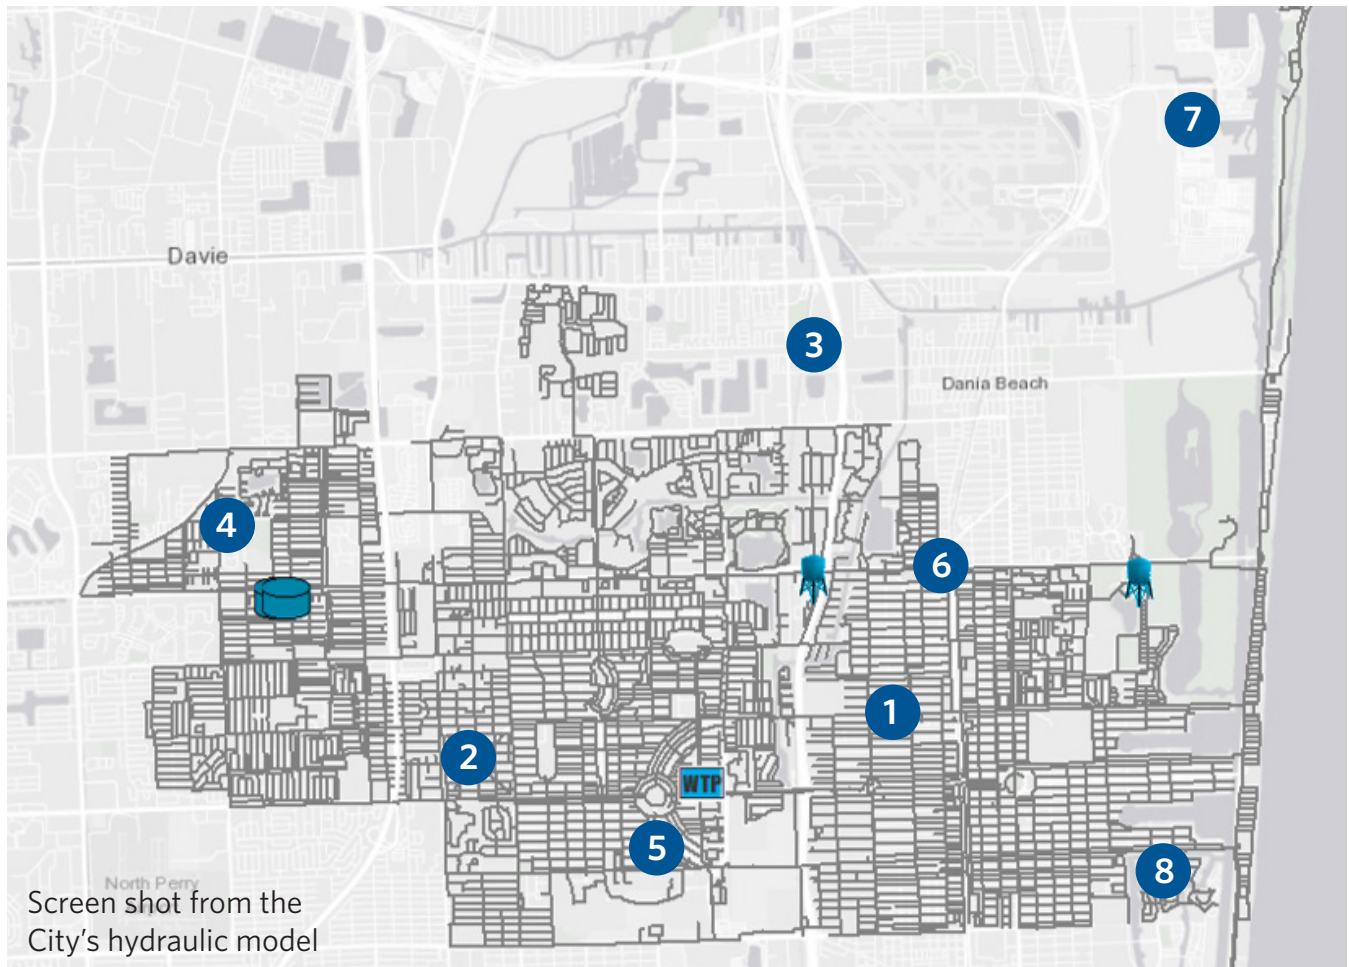 7
Davie
3
Dania Beach
4
6
1
2
WTP
5
8
North Perry
Screen shot from the
City's hydraulic model